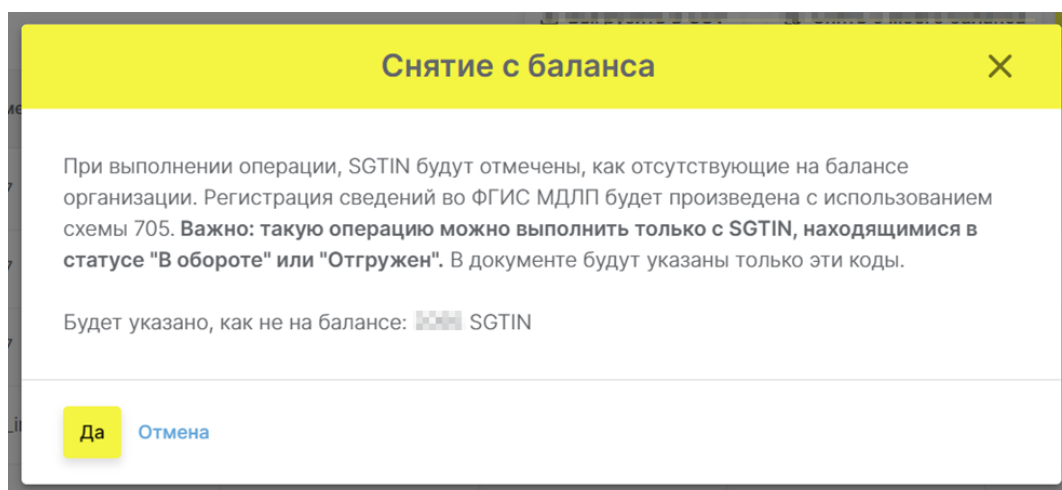 Снятие с баланса
При выполнении операции, SGTIN будут отмечены, как отсутствующие на балансе
организации. Регистрация сведений во ФГИС МДЛП будет произведена с использованием
схемы 705. Важно: такую операцию можно выполнить только с SGTIN, находящимися в
статусе "В обороте" или "Отгружен". В документе будут указаны только эти коды.
Будет указано, как не на балансе: SGTIN
Да Отмена